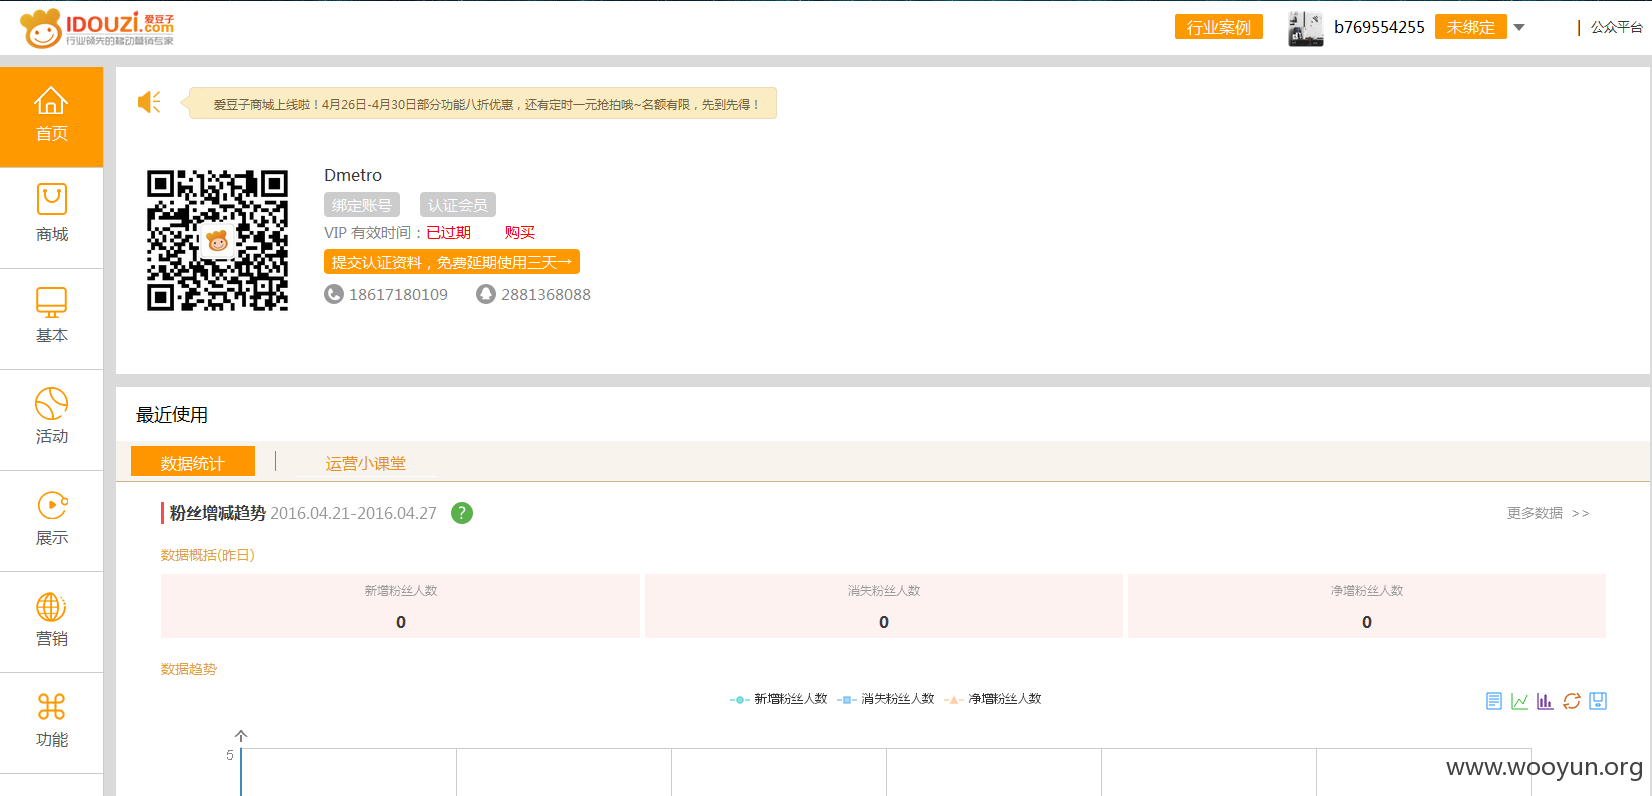 IDOUZi爱豆子.com
行业领先的移动营销专家
行业案例
b769554255
未绑定
| 公众平台
首页
商城
基本
活动
展示
营销
功能
爱豆子商城上线啦！4月26日-4月30日部分功能八折优惠，还有定时一元抢拍哦~名额有限，先到先得！
Dmetro
绑定账号 认证会员
VIP 有效时间：已过期 购买
提交认证资料，免费延期使用三天→
18617180109 2881368088
最近使用
数据统计 | 运营小课堂
粉丝增减趋势 2016.04.21-2016.04.27 ?
更多数据 >>
数据概括(昨日)
新增粉丝人数 消失粉丝人数 净增粉丝人数
0 0 0
数据趋势
新增粉丝人数 消失粉丝人数 净增粉丝人数
5
www.wooyun.org